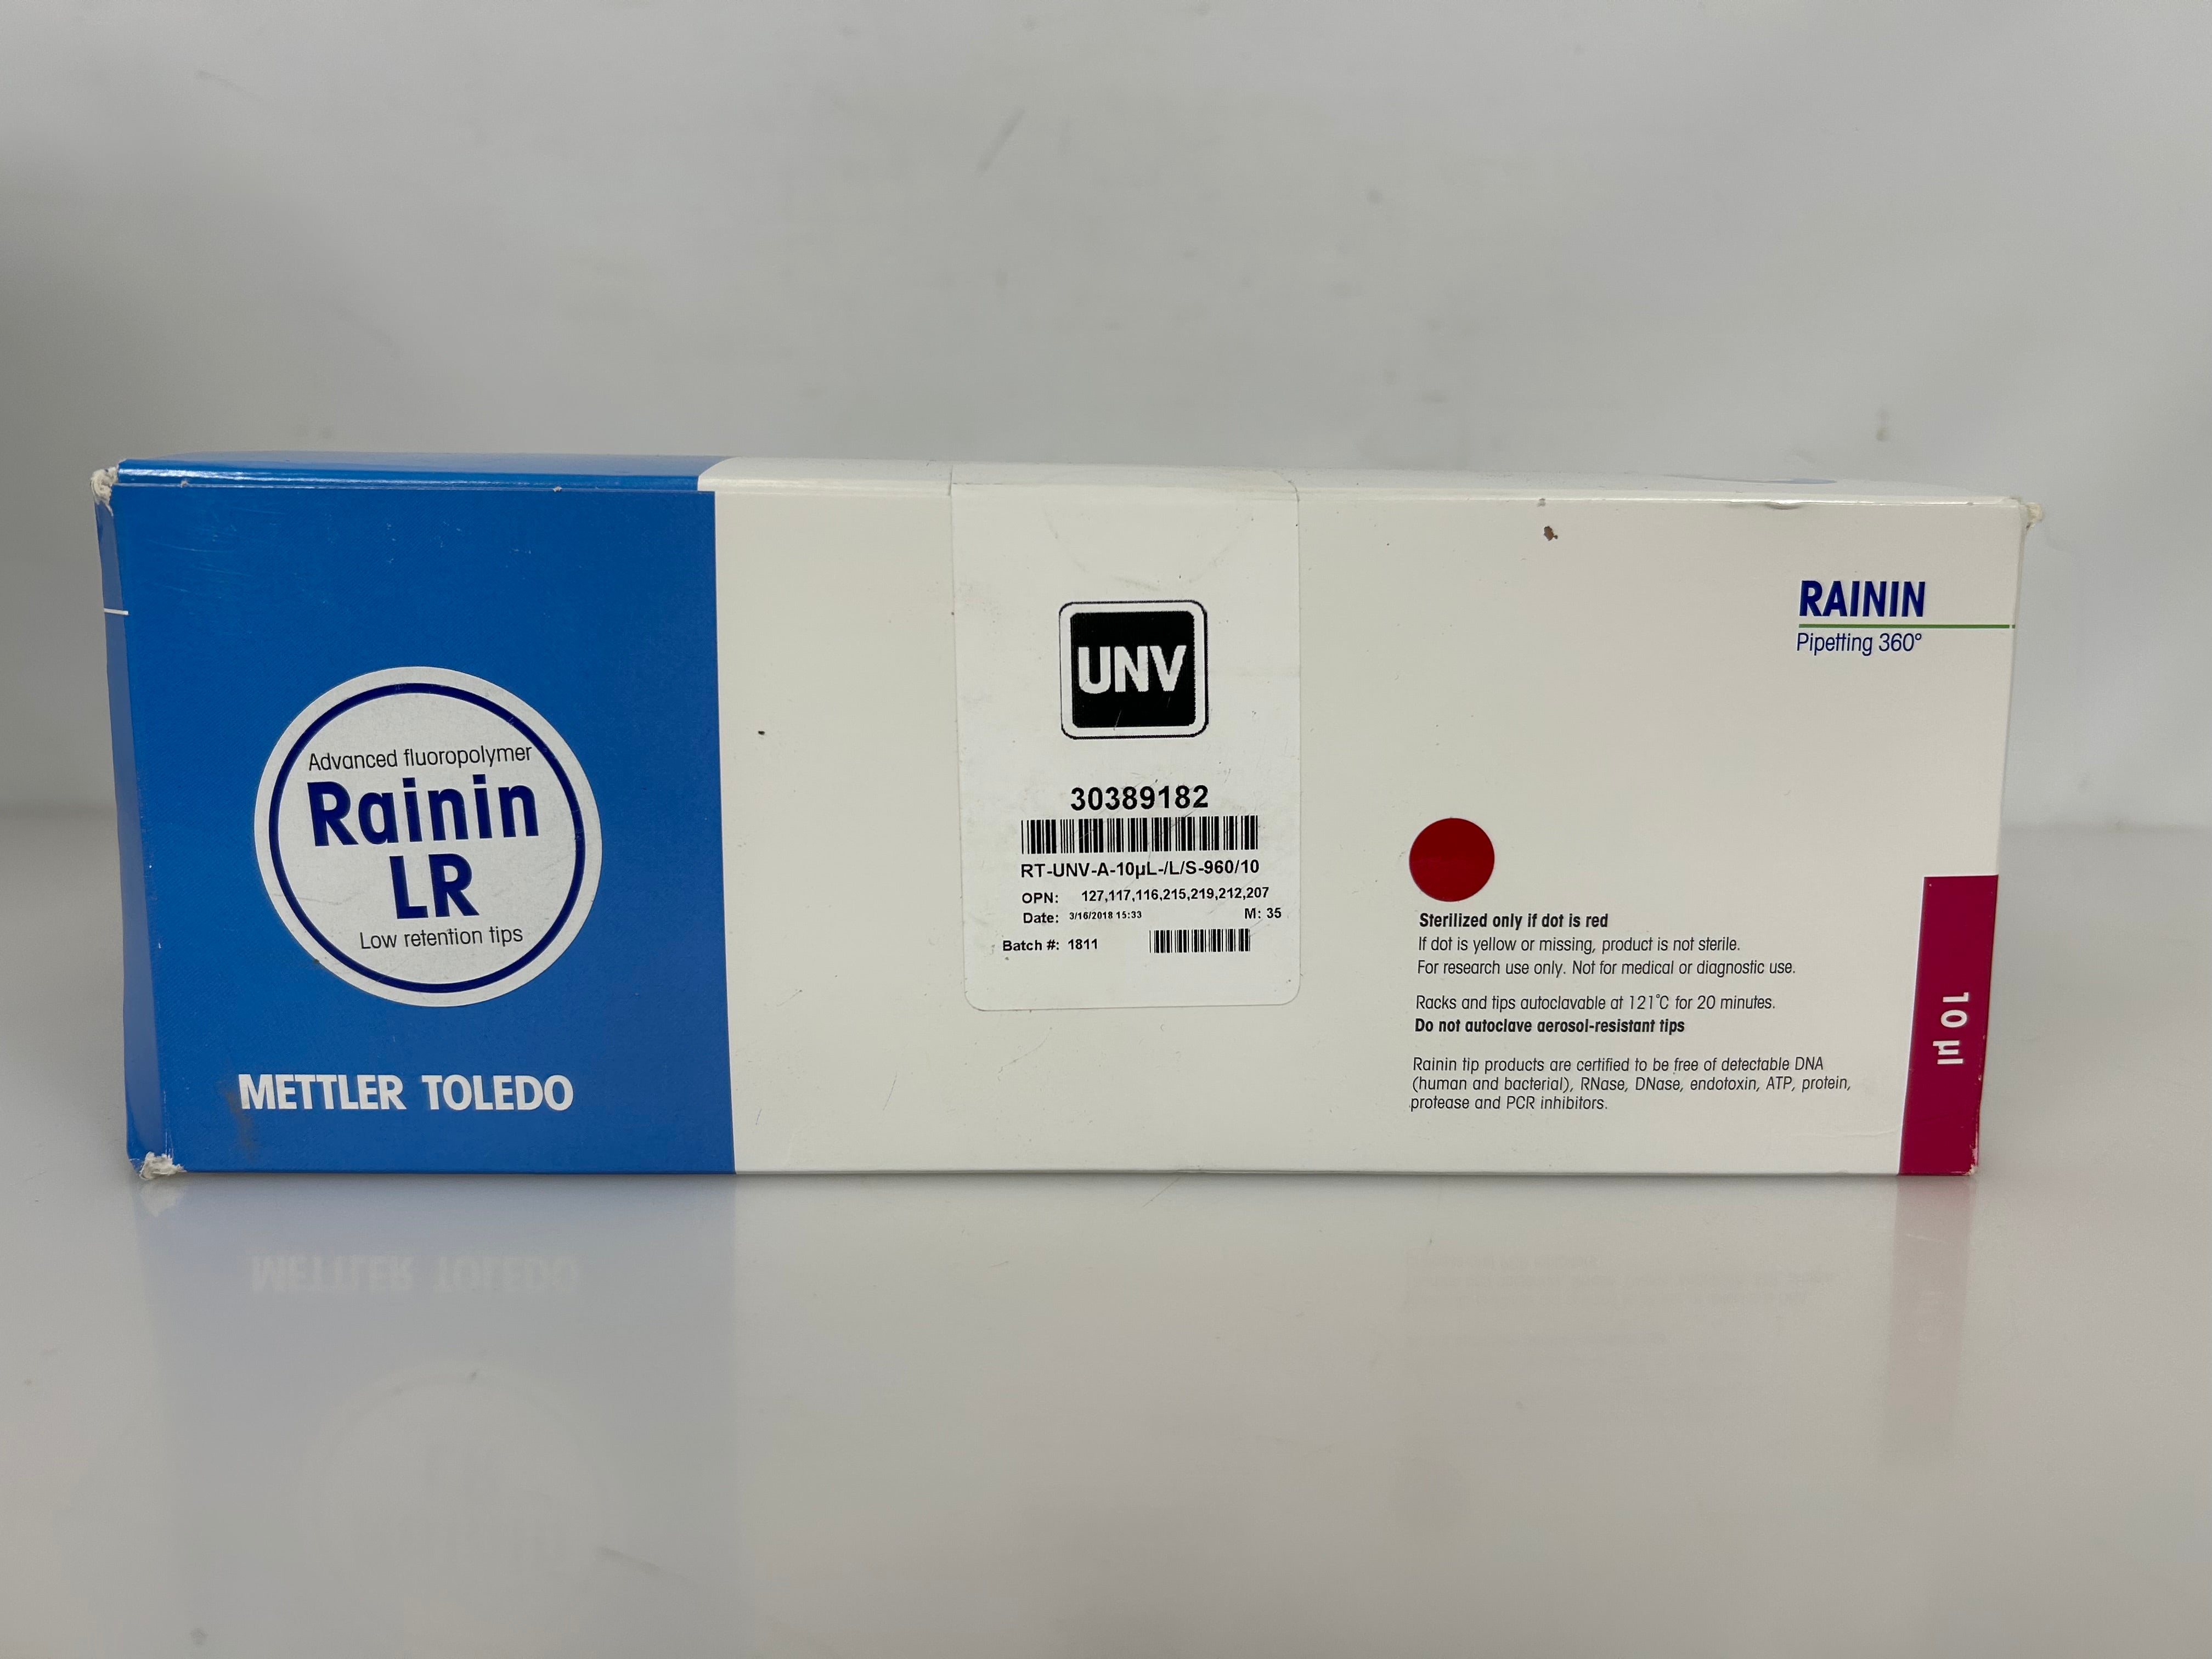 Advanced fluoropolymer
Rainin
LR
Low retention tips
METTLER TOLEDO
UNV
30389182
RT-UNV-A-10µL-/L/S-960/10
OPN: 127,117,116,215,219,212,207
Date: 3/16/2018 15:33 M: 35
Batch #: 1811
RAININ
Pipetting 360°
Sterilized only if dot is red
If dot is yellow or missing, product is not sterile.
For research use only. Not for medical or diagnostic use.
Racks and tips autoclavable at 121°C for 20 minutes.
Do not autoclave aerosol-resistant tips
Rainin tip products are certified to be free of detectable DNA
(human and bacterial), RNase, DNase, endotoxin, ATP, protein,
protease and PCR inhibitors.
10 µl